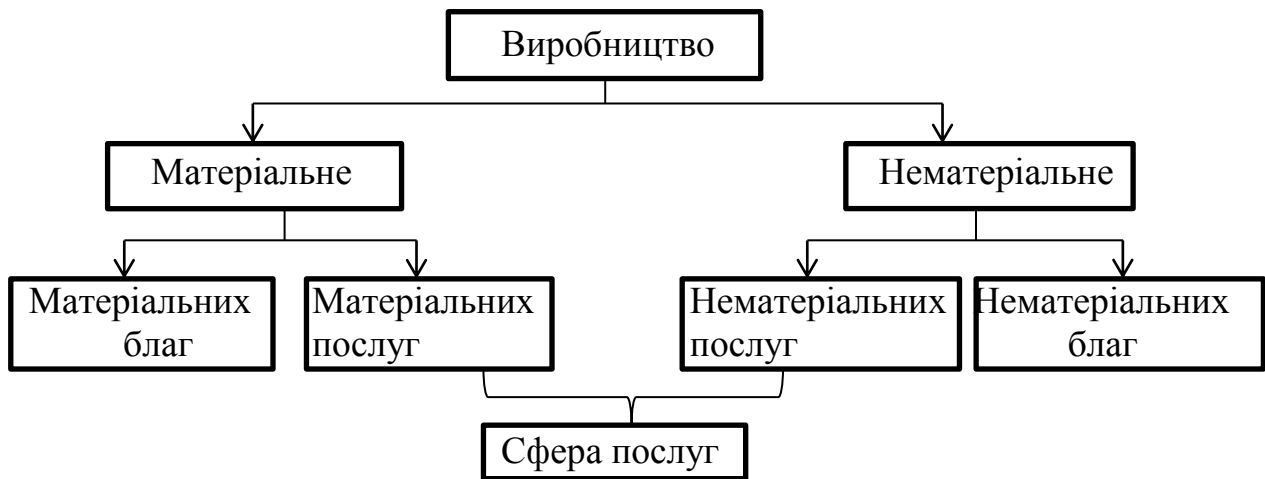 Виробництво
Матеріальне
Нематеріальне
Матеріальних
благ
Матеріальних
послуг
Нематеріальних
послуг
Нематеріальних
благ
Сфера послуг